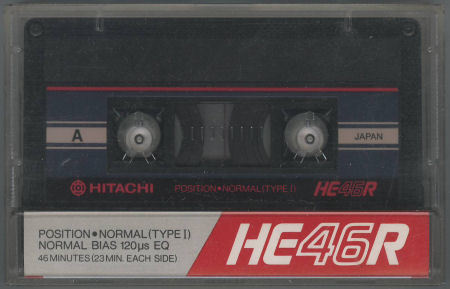 A
JAPAN
HITACHI POSITION•NORMAL(TYPE I) HE46R
POSITION•NORMAL(TYPE I)
NORMAL BIAS 120µs EQ
46 MINUTES (23 MIN. EACH SIDE)
HE46R